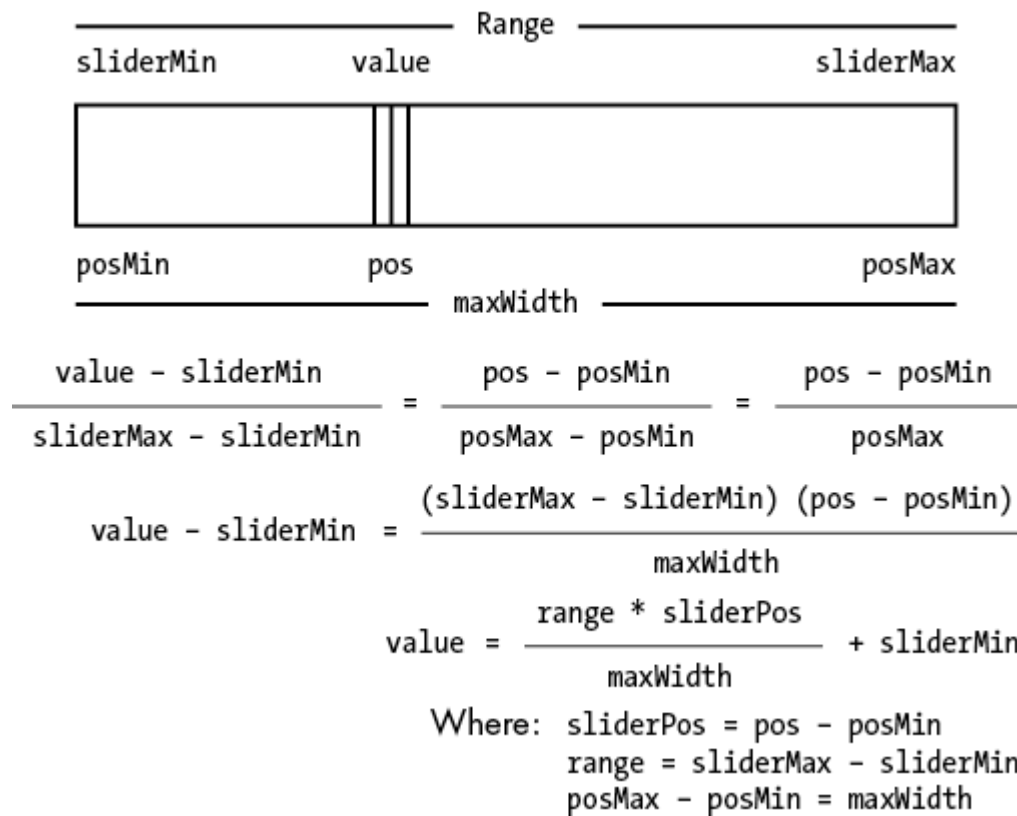 Range
sliderMin value sliderMax
posMin pos posMax
maxWidth
value – sliderMin pos – posMin pos – posMin
= =
sliderMax – sliderMin posMax – posMin posMax
(sliderMax – sliderMin) (pos – posMin)
value – sliderMin =
maxWidth
range * sliderPos
value = + sliderMin
maxWidth
Where: sliderPos = pos – posMin
range = sliderMax – sliderMin
posMax – posMin = maxWidth